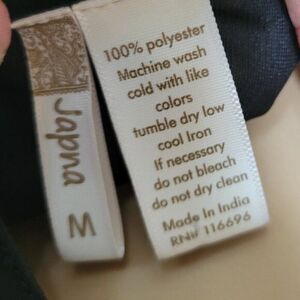 Japna
M
100% polyester
Machine wash
cold with like
colors
tumble dry low
cool Iron
If necessary
do not bleach
do not dry clean
Made In India
RN# 116696